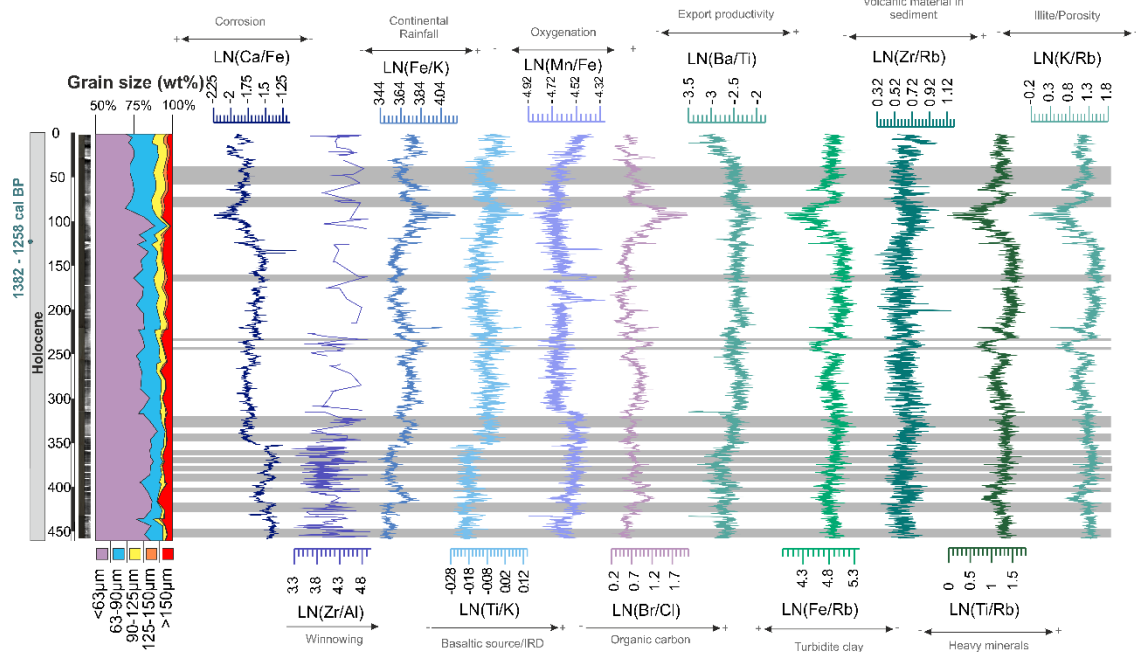 Corrosion
Continental
Rainfall
Oxygenation
Export productivity
Volcanic material in
sediment
Illite/Porosity
+ -
- +
- +
- +
- +
+ -
LN(Ca/Fe)
LN(Fe/K)
LN(Mn/Fe)
LN(Ba/Ti)
LN(Zr/Rb)
LN(K/Rb)
Grain size (wt%)
50% 75% 100%
-2.25 -2 -1.75 -1.5 -1.25
3.44 3.64 3.84 4.04
-4.92 -4.72 -4.52 -4.32
-3.5 -3 -2.5 -2
0.32 0.52 0.72 0.92 1.12
-0.2 0.3 0.8 1.3 1.8
1382 - 1258 cal BP
Holocene
0
50
100
150
200
250
300
350
400
450
<63μm
63-90μm
90-125μm
125-150μm
>150μm
3.3 3.8 4.3 4.8
-0.28 -0.18 -0.08 0.02 0.12
0.2 0.7 1.2 1.7
4.3 4.8 5.3
0 0.5 1 1.5
LN(Zr/Al)
LN(Ti/K)
LN(Br/Cl)
LN(Fe/Rb)
LN(Ti/Rb)
Winnowing
- +
Basaltic source/IRD
- +
Organic carbon
+ -
Turbidite clay
- +
Heavy minerals